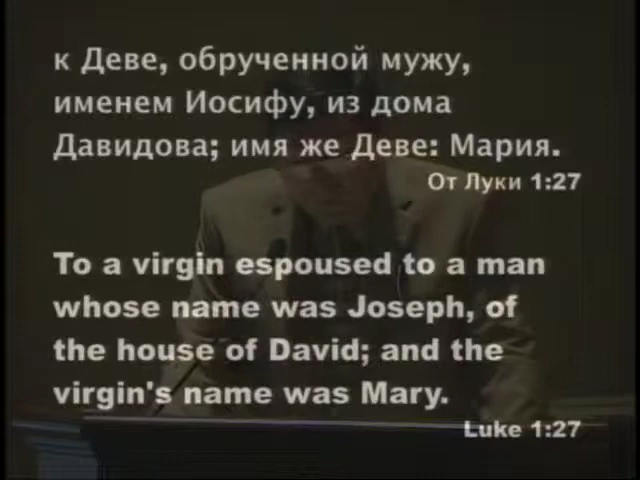 к Деве, обрученной мужу,
именем Иосифу, из дома
Давидова; имя же Деве: Мария.
От Луки 1:27
To a virgin espoused to a man
whose name was Joseph, of
the house of David; and the
virgin's name was Mary.
Luke 1:27